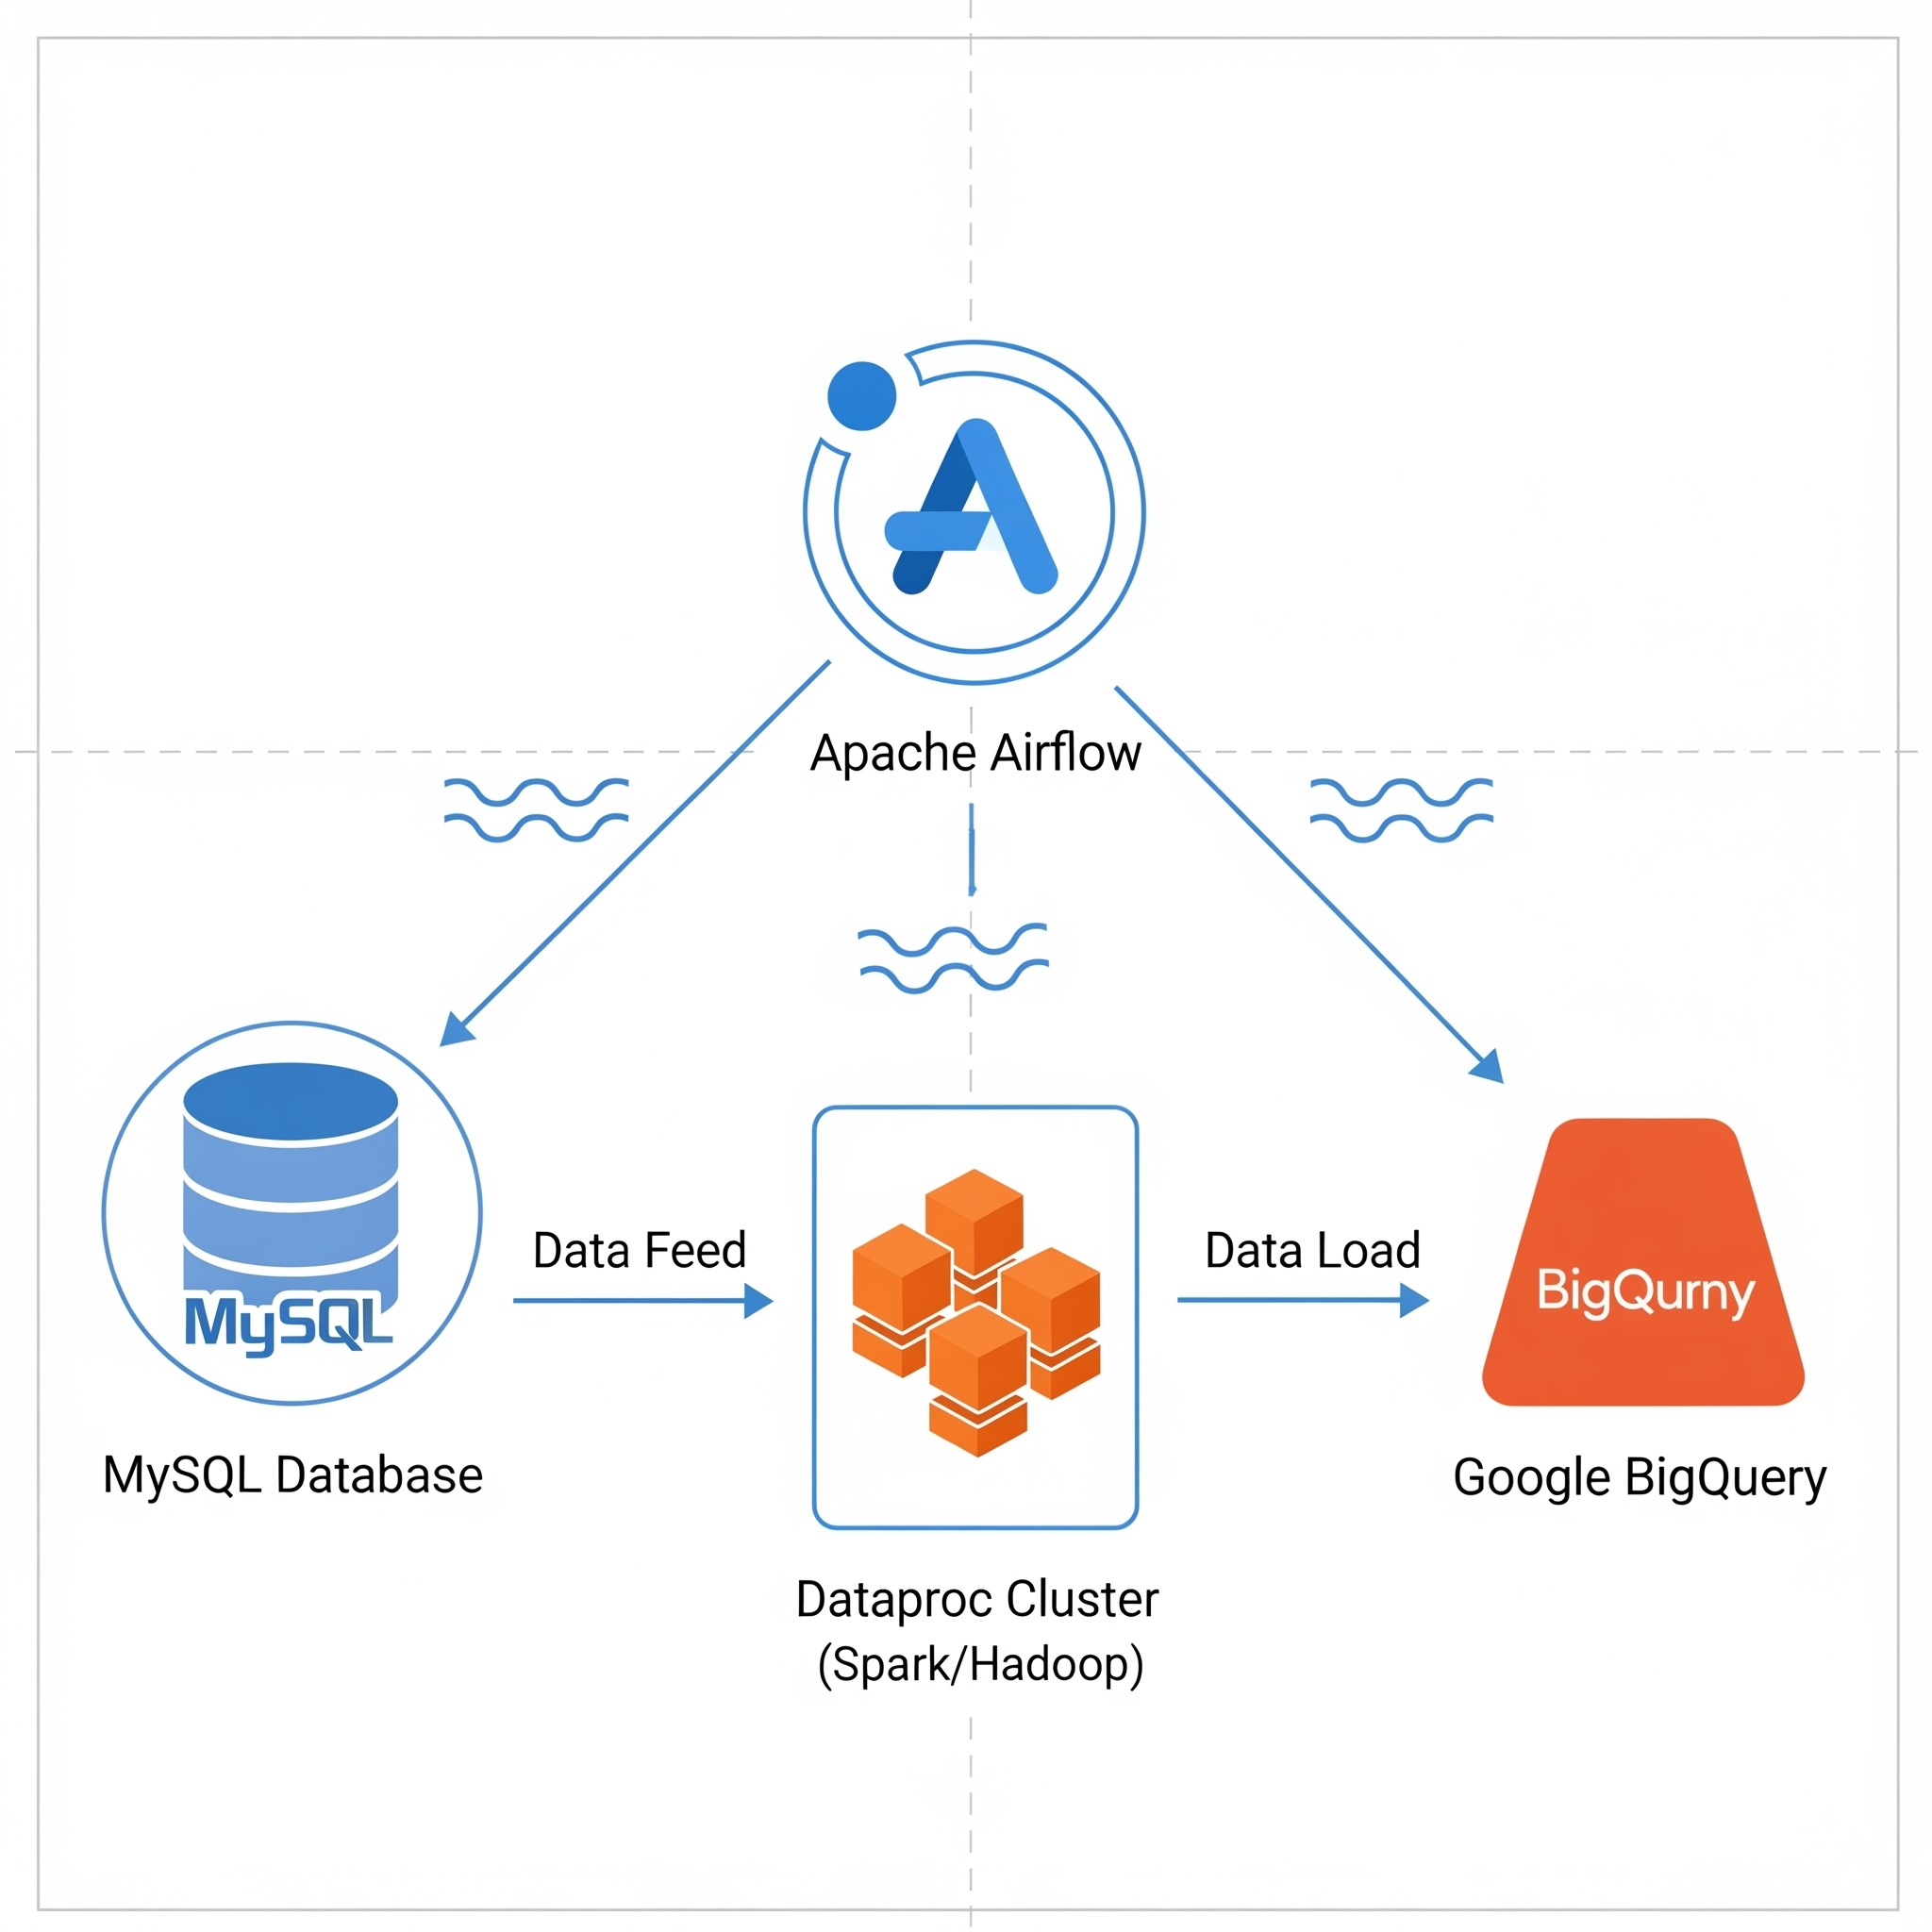 Apache Airflow
Data Feed
Data Load
MySQL
BigQurny
MySQL Database
Google BigQuery
Dataproc Cluster
(Spark/Hadoop)